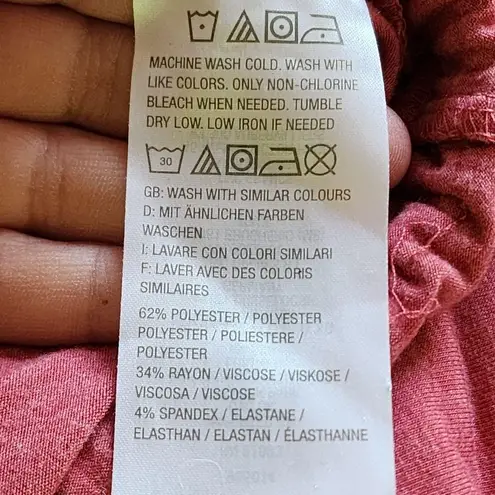 MACHINE WASH COLD. WASH WITH
LIKE COLORS. ONLY NON-CHLORINE
BLEACH WHEN NEEDED. TUMBLE
DRY LOW. LOW IRON IF NEEDED
30
GB: WASH WITH SIMILAR COLOURS
D: MIT ÄHNLICHEN FARBEN
WASCHEN
I: LAVARE CON COLORI SIMILARI
F: LAVER AVEC DES COLORIS
SIMILAIRES
62% POLYESTER / POLYESTER
POLYESTER / POLIESTERE /
POLYESTER
34% RAYON / VISCOSE / VISKOSE /
VISCOSA / VISCOSE
4% SPANDEX / ELASTANE /
ELASTHAN / ELASTAN / ÉLASTHANNE